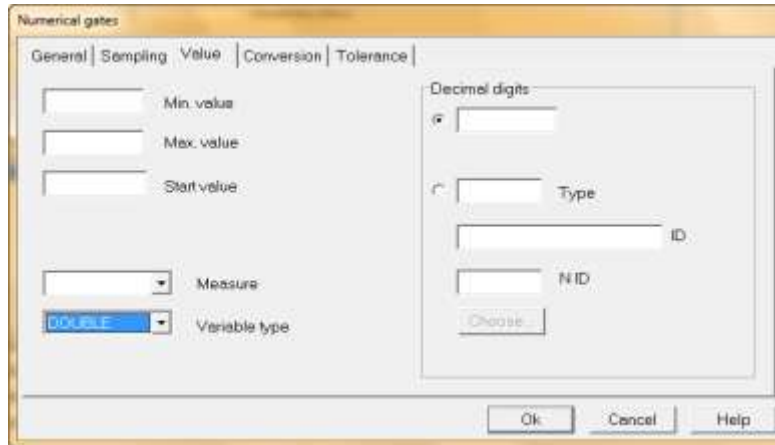 Numerical gates
General Sampling Value Conversion Tolerance
Min. value
Max. value
Start value
Measure
DOUBLE Variable type
Decimal digits
Type
ID
N ID
Choose...
Ok Cancel Help